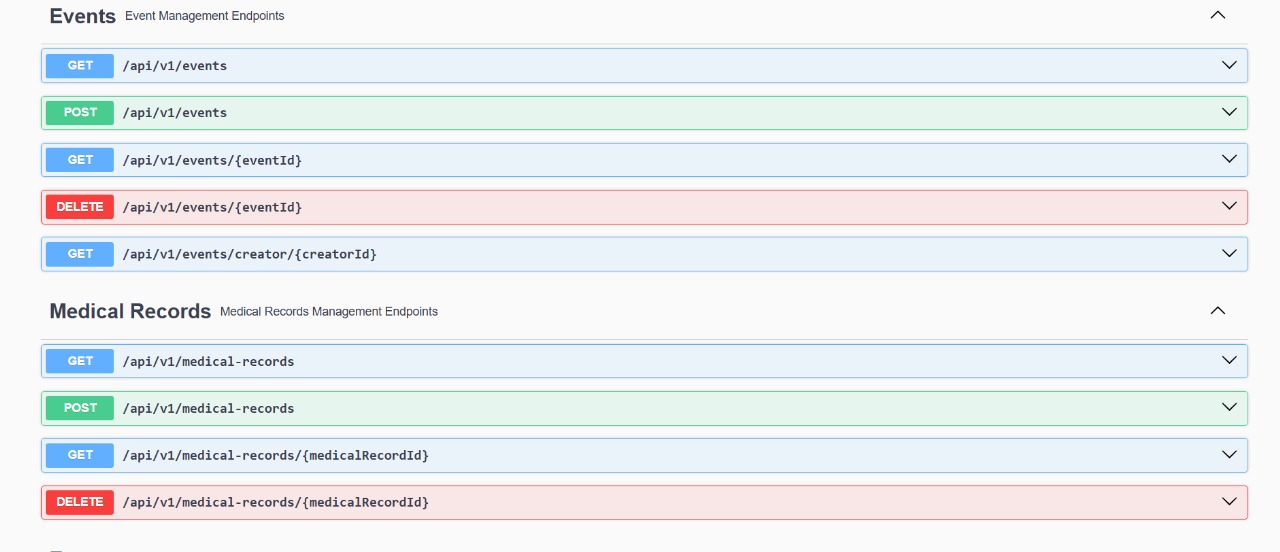 Events Event Management Endpoints
GET /api/v1/events
POST /api/v1/events
GET /api/v1/events/{eventId}
DELETE /api/v1/events/{eventId}
GET /api/v1/events/creator/{creatorId}
Medical Records Medical Records Management Endpoints
GET /api/v1/medical-records
POST /api/v1/medical-records
GET /api/v1/medical-records/{medicalRecordId}
DELETE /api/v1/medical-records/{medicalRecordId}